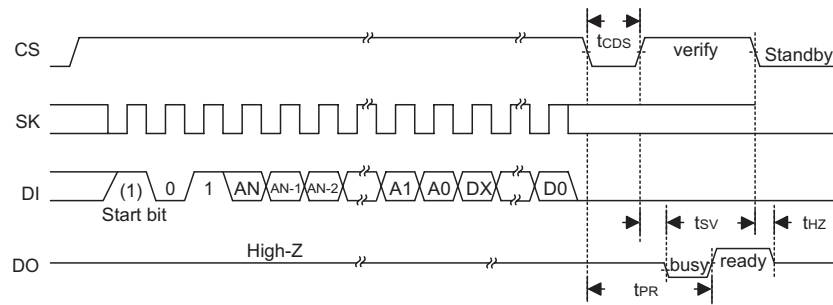 CS tCDS verify Standby
SK
DI (1) 0 1 AN AN-1 AN-2 A1 A0 DX D0
Start bit
tSV tHZ
DO High-Z busy ready
tPR